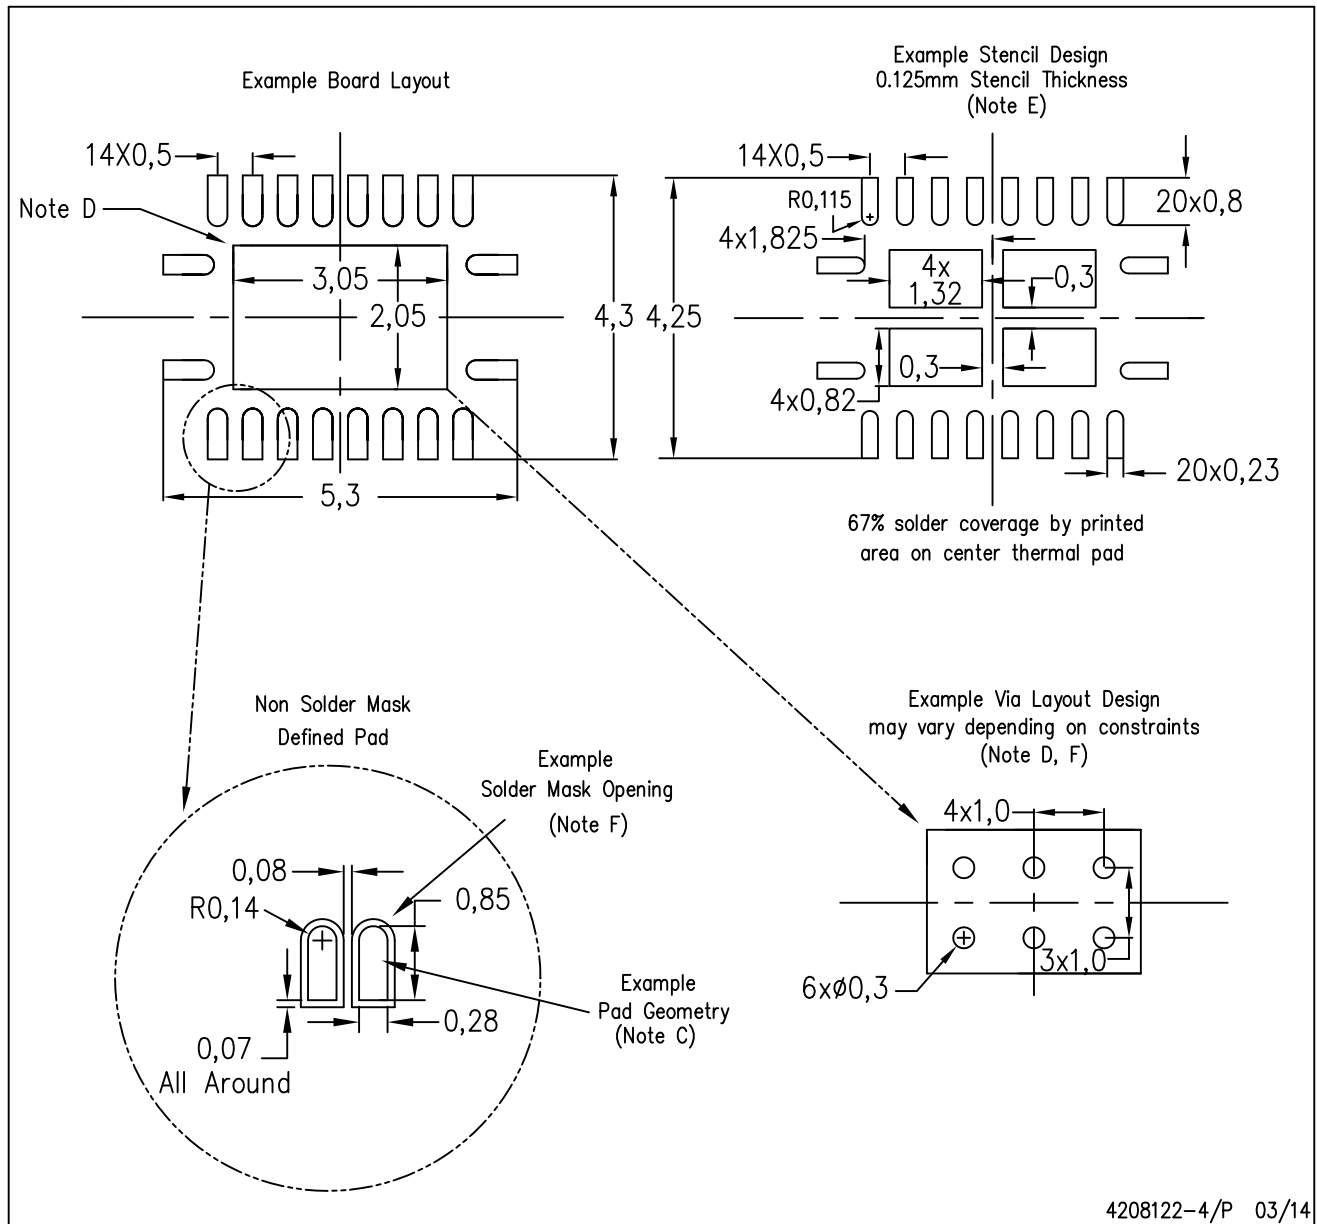 Example Board Layout
14X0,5
Note D
3,05
2,05
4,3
5,3
Example Stencil Design
0.125mm Stencil Thickness
(Note E)
14X0,5
R0,115
20x0,8
4x1,825
4x
1,32
0,3
4,25
0,3
4x0,82
20x0,23
67% solder coverage by printed
area on center thermal pad
Non Solder Mask
Defined Pad
Example
Solder Mask Opening
(Note F)
0,08
R0,14
0,85
Example
Pad Geometry
(Note C)
0,28
0,07
All Around
Example Via Layout Design
may vary depending on constraints
(Note D, F)
4x1,0
3x1,0
6xø0,3
4208122-4/P 03/14